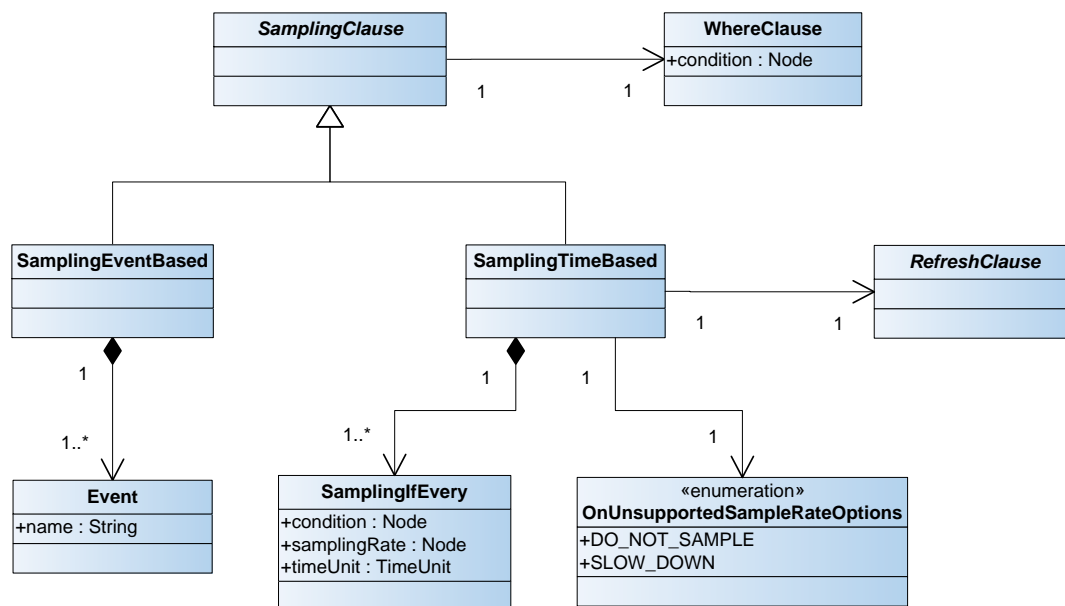 SamplingClause
WhereClause
+condition : Node
1
1
SamplingEventBased
SamplingTimeBased
RefreshClause
1
1
1
1
1
1..*
1..*
1
Event
+name : String
SamplingIfEvery
+condition : Node
+samplingRate : Node
+timeUnit : TimeUnit
«enumeration»
OnUnsupportedSampleRateOptions
+DO_NOT_SAMPLE
+SLOW_DOWN